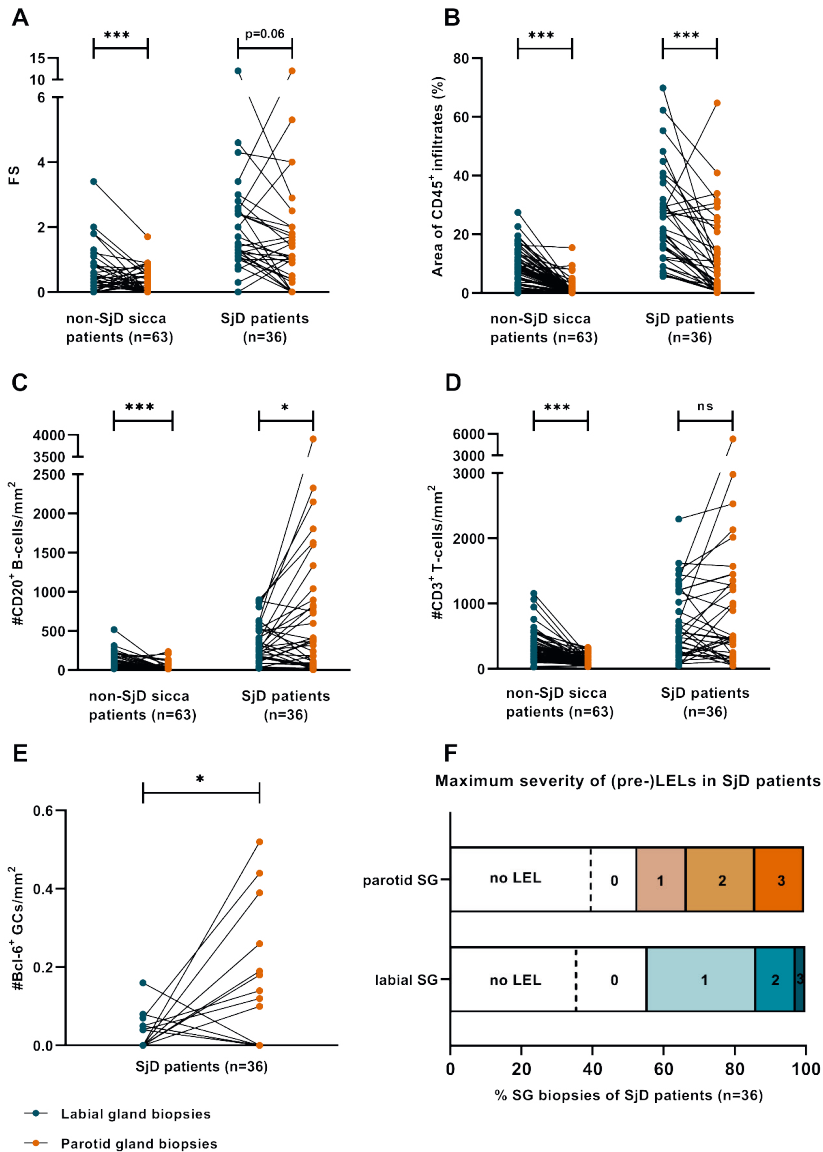 A
***
p=0.06
15
10
6
4
2
0
FS
non-SjD sicca
patients (n=63)
SjD patients
(n=36)
B
***
***
80
60
40
20
0
Area of CD45+ infiltrates (%)
non-SjD sicca
patients (n=63)
SjD patients
(n=36)
C
***
*
4000
3500
2500
2000
1500
1000
500
0
#CD20+ B-cells/mm²
non-SjD sicca
patients (n=63)
SjD patients
(n=36)
D
***
ns
6000
3000
3000
2000
1000
0
#CD3+ T-cells/mm²
non-SjD sicca
patients (n=63)
SjD patients
(n=36)
E
*
0.6
0.4
0.2
0.0
#Bcl-6+ GCs/mm²
SjD patients (n=36)
Labial gland biopsies
Parotid gland biopsies
F
Maximum severity of (pre-)LELs in SjD patients
parotid SG
no LEL 0 1 2 3
labial SG
no LEL 0 1 2 3
0 20 40 60 80 100
% SG biopsies of SjD patients (n=36)